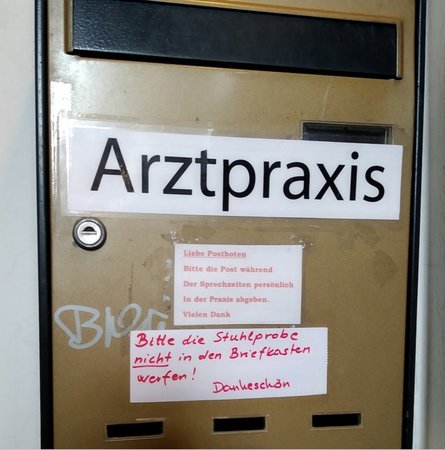 Arztpraxis
Liebe Postboten
Bitte die Post während
Der Sprechzeiten persönlich
In der Praxis abgeben.
Vielen Dank
Bitte die Stuhlprobe
nicht in den Briefkasten
werfen!
Dankeschön